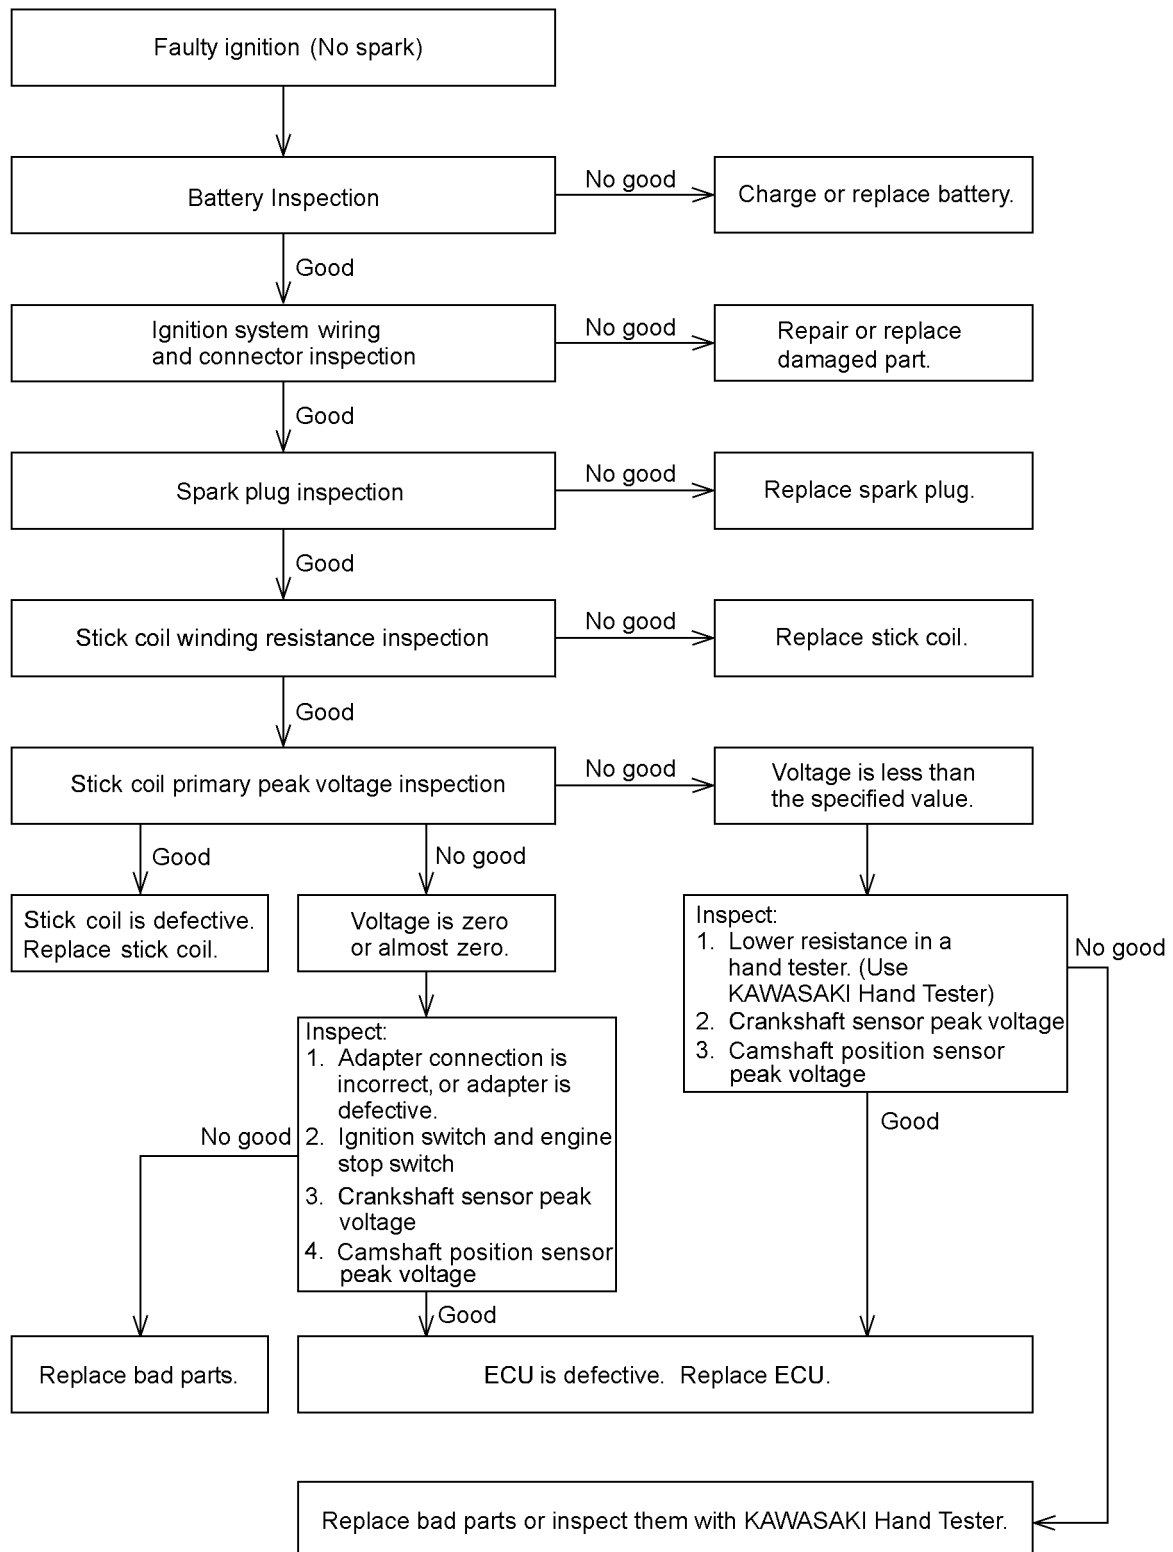 Faulty ignition (No spark)
Battery Inspection
No good
Charge or replace battery.
Good
Ignition system wiring
and connector inspection
No good
Repair or replace
damaged part.
Good
Spark plug inspection
No good
Replace spark plug.
Good
Stick coil winding resistance inspection
No good
Replace stick coil.
Good
Stick coil primary peak voltage inspection
No good
Voltage is less than
the specified value.
Good
No good
Stick coil is defective.
Replace stick coil.
Voltage is zero
or almost zero.
Inspect:
1. Lower resistance in a
hand tester. (Use
KAWASAKI Hand Tester)
2. Crankshaft sensor peak voltage
3. Camshaft position sensor
peak voltage
No good
Good
Inspect:
1. Adapter connection is
incorrect, or adapter is
defective.
2. Ignition switch and engine
stop switch
3. Crankshaft sensor peak
voltage
4. Camshaft position sensor
peak voltage
No good
Good
Replace bad parts.
ECU is defective. Replace ECU.
Replace bad parts or inspect them with KAWASAKI Hand Tester.